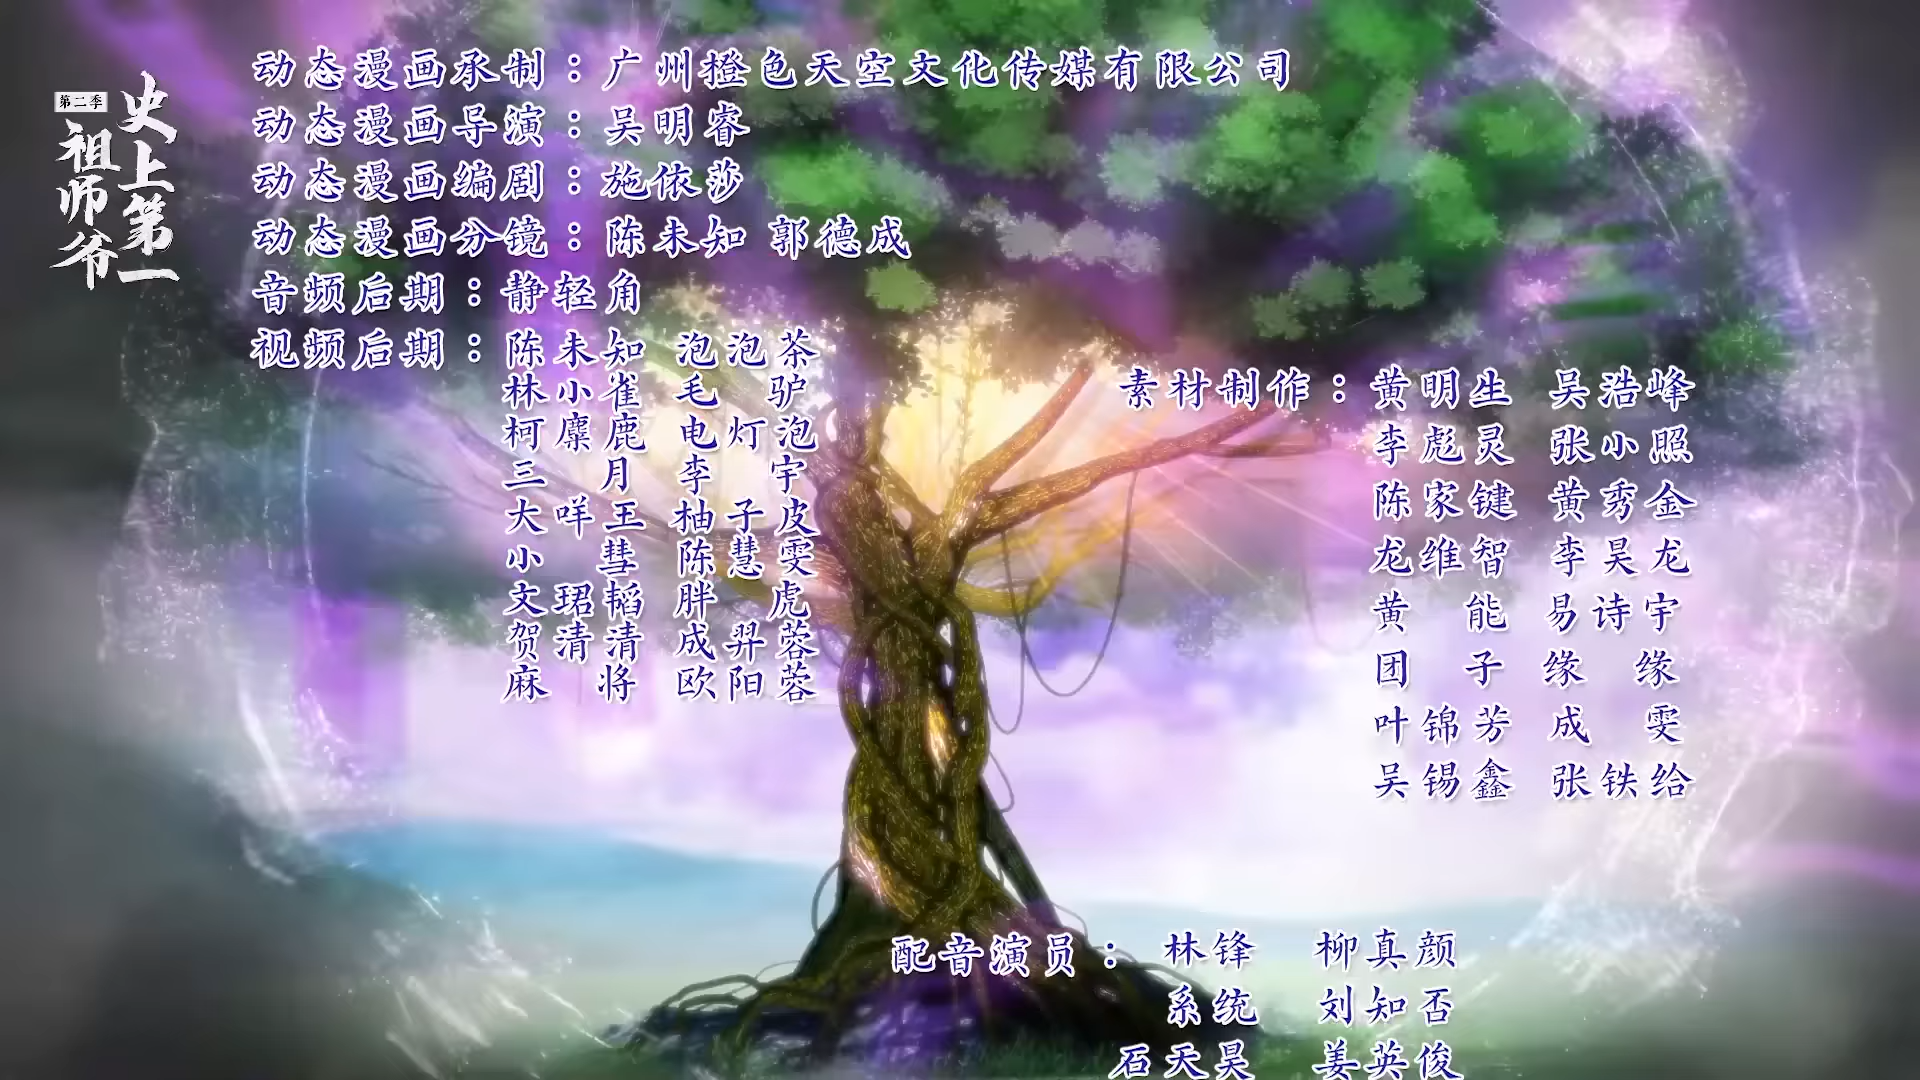 史上第一
祖师爷
第二季
动态漫画承制：广州橙色天空文化传媒有限公司
动态漫画导演：吴明睿
动态漫画编剧：施依莎
动态漫画分镜：陈未知 郭德成
音频后期：静轻角
视频后期：陈未知 泡泡茶
林小雀 毛驴
柯麇鹿 电灯泡
三月 李宇
大咩王 柚子皮
小彗 陈慧雯
文珺韬 胖虎
贺清清 成羿蓉
麻将 欧阳蓉
素材制作：黄明生 吴浩峰
李彪灵 张小照
陈家键 黄秀金
龙维智 李昊龙
黄能 易诗宇
团子 缘缘
叶锦芳 成雯
吴锡鑫 张铁给
配音演员：林锋 柳真颜
系统 刘知否
石天昊 姜英俊